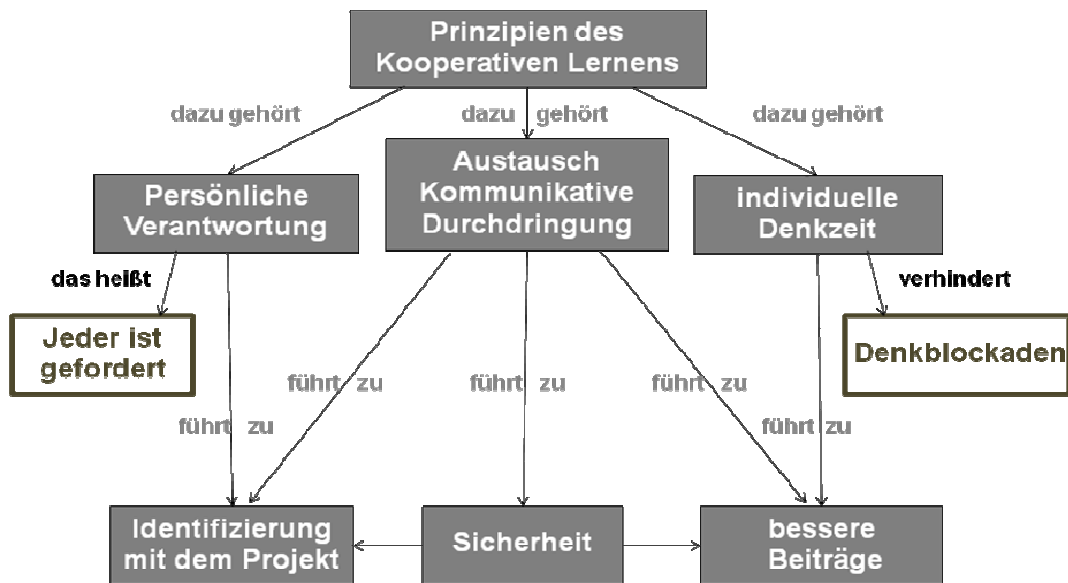 Prinzipien des
Kooperativen Lernens
dazu gehört
dazu gehört
dazu gehört
Persönliche
Verantwortung
Austausch
Kommunikative
Durchdringung
individuelle
Denkzeit
das heißt
verhindert
Jeder ist
gefordert
Denkblockaden
führt zu
führt zu
führt zu
führt zu
führt zu
Identifizierung
mit dem Projekt
Sicherheit
bessere
Beiträge